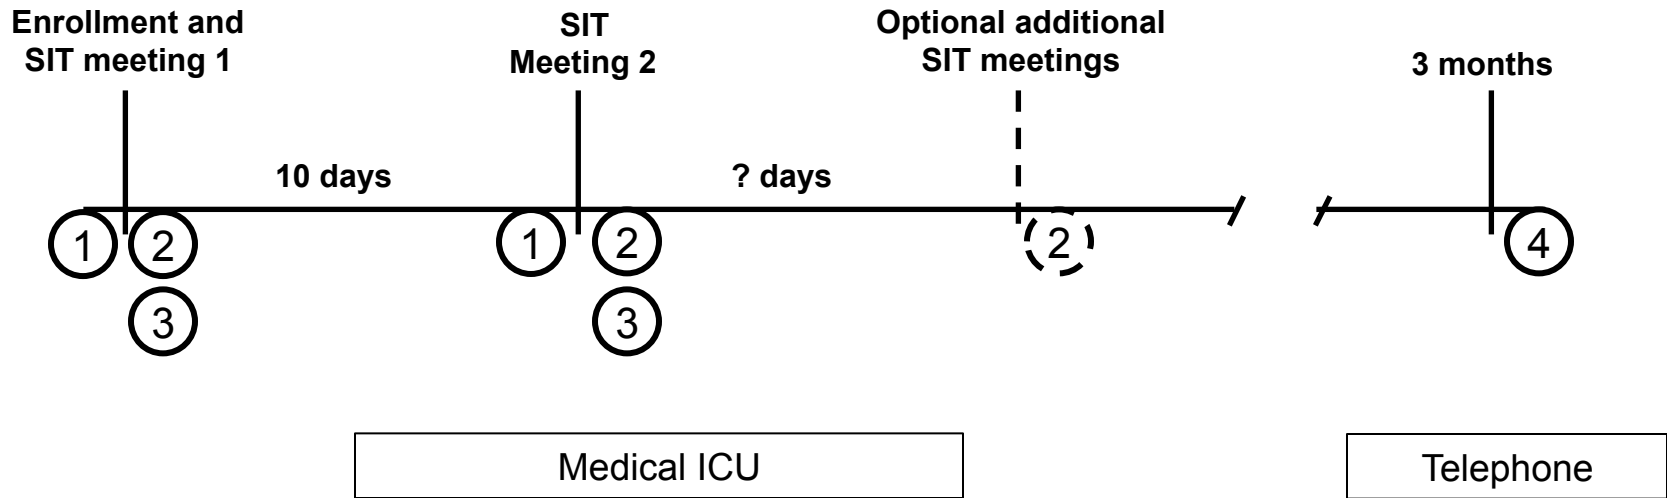 Enrollment and
SIT meeting 1
SIT
Meeting 2
Optional additional
SIT meetings
3 months
10 days
? days
1
2
1
2
2
4
3
3
Medical ICU
Telephone